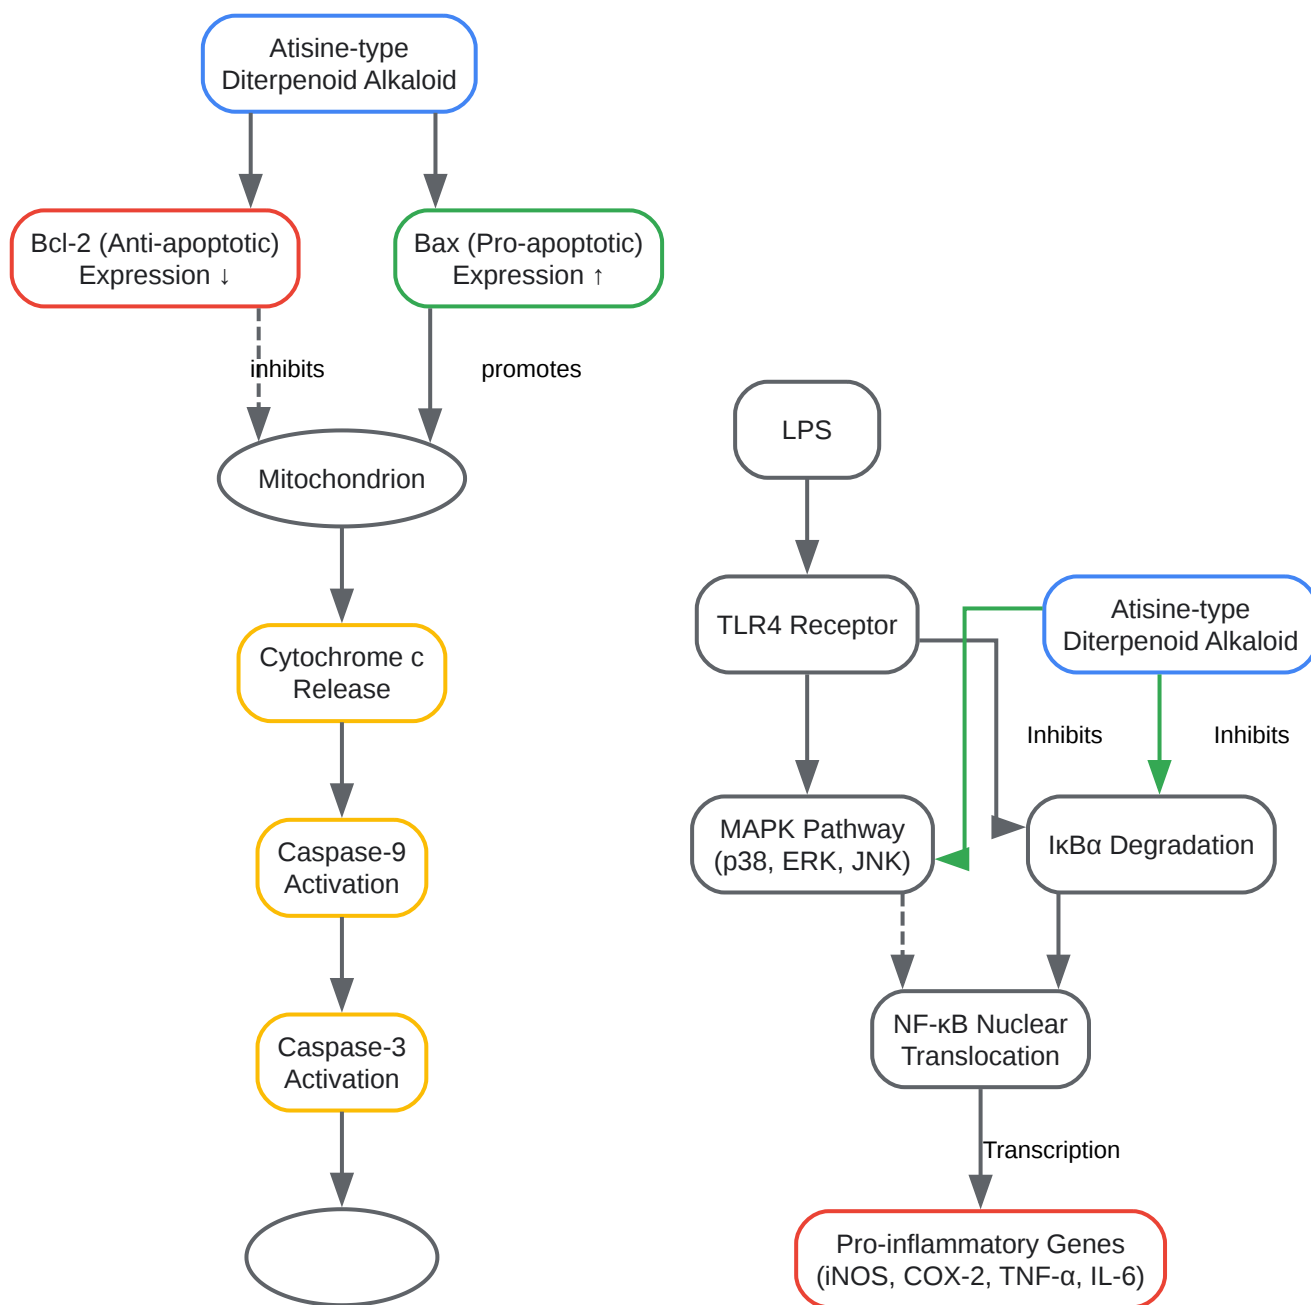 Atisine-type
Diterpenoid Alkaloid
Bcl-2 (Anti-apoptotic)
Expression ↓
Bax (Pro-apoptotic)
Expression ↑
inhibits
promotes
Mitochondrion
Cytochrome c
Release
Caspase-9
Activation
Caspase-3
Activation
LPS
TLR4 Receptor
Atisine-type
Diterpenoid Alkaloid
Inhibits
Inhibits
MAPK Pathway
(p38, ERK, JNK)
IκBα Degradation
NF-κB Nuclear
Translocation
Transcription
Pro-inflammatory Genes
(iNOS, COX-2, TNF-α, IL-6)